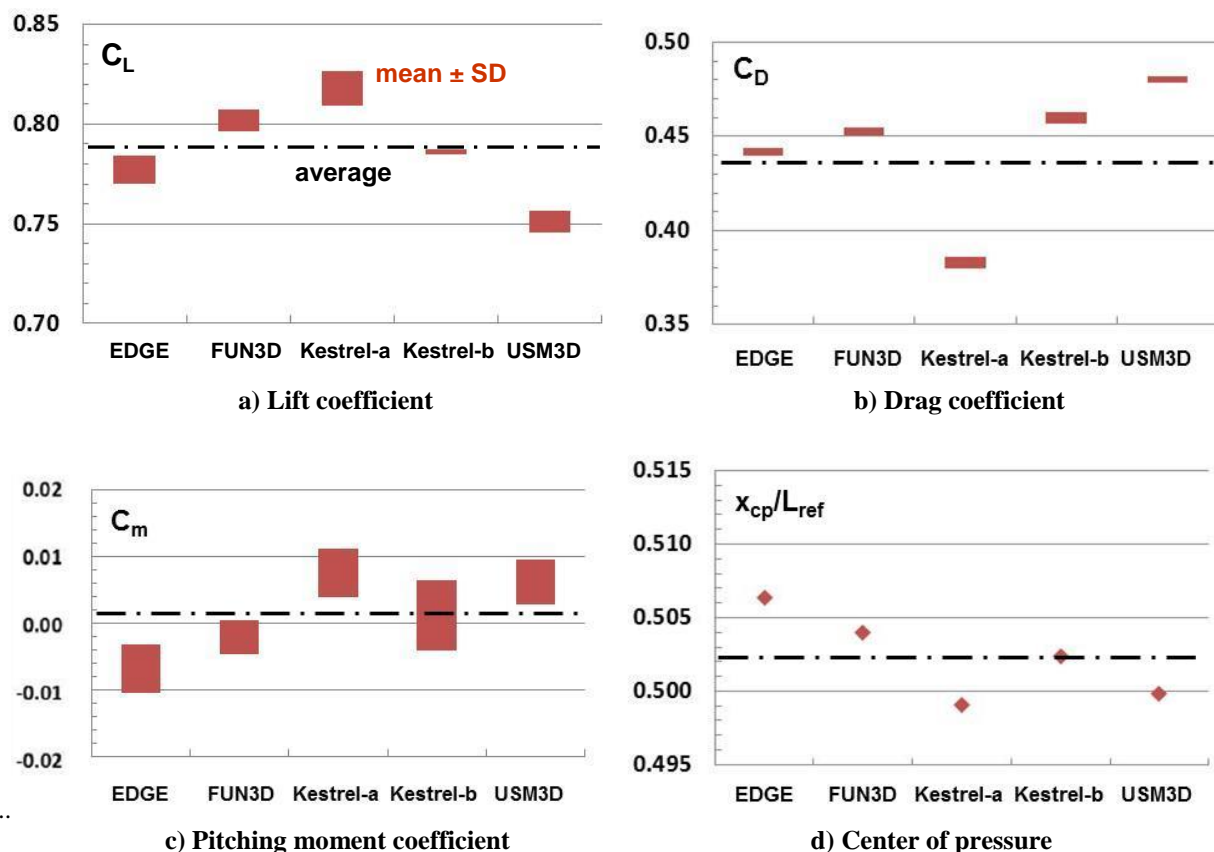 0.85
C_L
mean ± SD
0.80
average
0.75
0.70
EDGE FUN3D Kestrel-a Kestrel-b USM3D
a) Lift coefficient
0.50
C_D
0.45
0.40
0.35
EDGE FUN3D Kestrel-a Kestrel-b USM3D
b) Drag coefficient
0.02
C_m
0.01
0.00
-0.01
-0.02
EDGE FUN3D Kestrel-a Kestrel-b USM3D
..
c) Pitching moment coefficient
0.515
x_cp/L_ref
0.510
0.505
0.500
0.495
EDGE FUN3D Kestrel-a Kestrel-b USM3D
d) Center of pressure